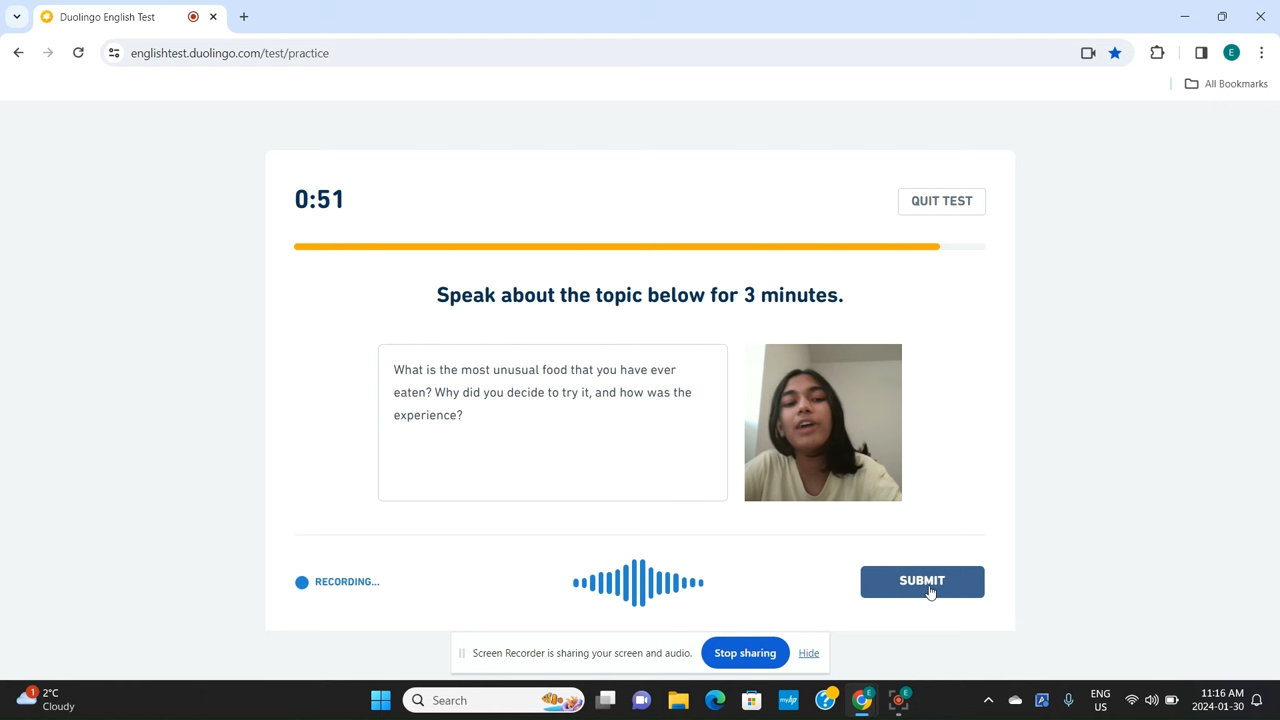 Duolingo English Test
englishtest.duolingo.com/test/practice
E
All Bookmarks
0:51
QUIT TEST
Speak about the topic below for 3 minutes.
What is the most unusual food that you have ever
eaten? Why did you decide to try it, and how was the
experience?
RECORDING...
SUBMIT
Screen Recorder is sharing your screen and audio.
Stop sharing
Hide
1
2°C
Cloudy
Search
E
E
ENG
US
11:16 AM
2024-01-30